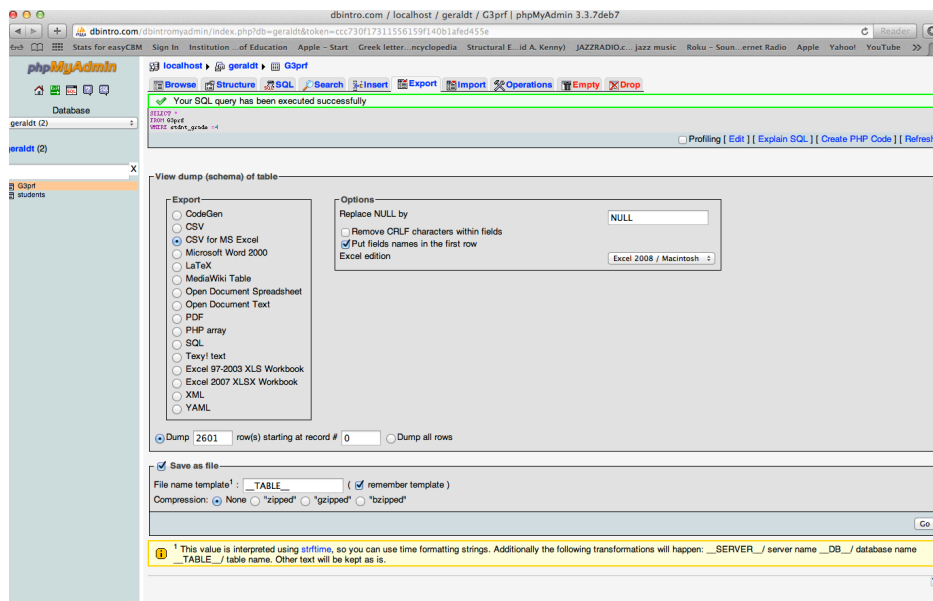 dbintro.com / localhost / geraldt / G3prf | phpMyAdmin 3.3.7deb7
dbintro.com/dbintromyadmin/index.php?db=geraldt&token=ccc730f17311556159f140b1afed455e
Reader
Stats for easyCBM Sign In Institution ...of Education Apple – Start Greek letter...ncyclopedia Structural E...id A. Kenny) JAZZRADIO.c... jazz music Roku – Soun...ernet Radio Apple Yahoo! YouTube >>
phpMyAdmin
Database
geraldt (2)
eraldt (2)
X
G3prf
students
localhost geraldt G3prf
Browse Structure SQL Search Insert Export Import Operations Empty Drop
Your SQL query has been executed successfully
SELECT *
FROM G3prf
WHERE stdnt_grade =4
Profiling [ Edit ] [ Explain SQL ] [ Create PHP Code ] [ Refres
View dump (schema) of table
Export
CodeGen
CSV
CSV for MS Excel
Microsoft Word 2000
LaTeX
MediaWiki Table
Open Document Spreadsheet
Open Document Text
PDF
PHP array
SQL
Texy! text
Excel 97-2003 XLS Workbook
Excel 2007 XLSX Workbook
XML
YAML
Options
Replace NULL by NULL
Remove CRLF characters within fields
Put fields names in the first row
Excel edition Excel 2008 / Macintosh
Dump 2601 row(s) starting at record # 0 Dump all rows
Save as file
File name template1 : __TABLE__ ( remember template )
Compression: None "zipped" "gzipped" "bzipped"
Go
1 This value is interpreted using strftime, so you can use time formatting strings. Additionally the following transformations will happen: __SERVER__/ server name __DB__/ database name
__TABLE__/ table name. Other text will be kept as is.